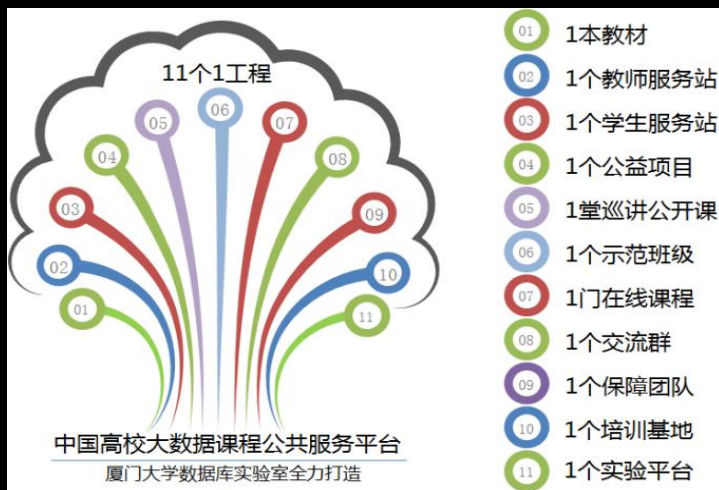 11个1工程
01
02
03
04
05
06
07
08
09
10
11
中国高校大数据课程公共服务平台
厦门大学数据库实验室全力打造
01 1本教材
02 1个教师服务站
03 1个学生服务站
04 1个公益项目
05 1堂巡讲公开课
06 1个示范班级
07 1门在线课程
08 1个交流群
09 1个保障团队
10 1个培训基地
11 1个实验平台